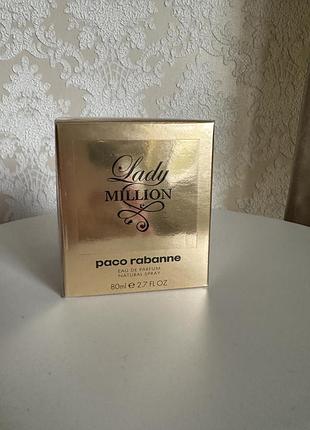 Lady
MILLION
paco rabanne
EAU DE PARFUM
NATURAL SPRAY
80ml ℮ 2.7 FL OZ